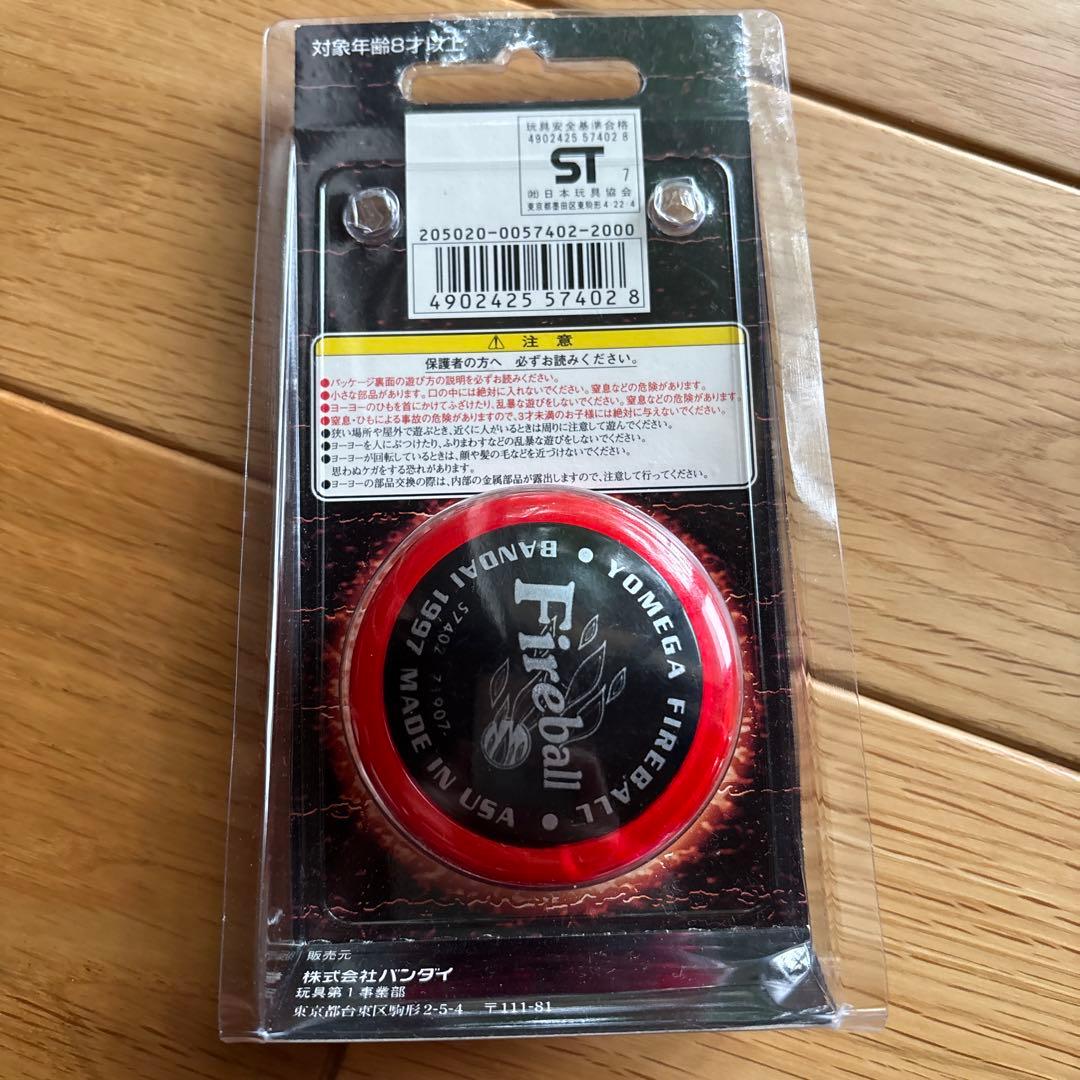 対象年齢8才以上
玩具安全基準合格
4902425 57402 8
ST 7
㈳日本玩具協会
東京都墨田区東駒形4-22-4
205020-0057402-2000
4902425 57402 8
⚠ 注意
保護者の方へ 必ずお読みください。
●パッケージ裏面の遊び方の説明を必ずお読みください。
●小さな部品があります。口の中には絶対に入れないでください。窒息などの危険があります。
●ヨーヨーのひもを首にかけてふざけたり、乱暴な遊びをしないでください。窒息などの危険があります。
●窒息・ひもによる事故の危険がありますので、3才未満のお子様には絶対に与えないでください。
●狭い場所や屋外で遊ぶとき、近くに人がいるときは周りに注意して遊んでください。
●ヨーヨーを人にぶつけたり、ふりまわすなどの乱暴な遊びをしないでください。
●ヨーヨーが回転しているときは、顔や髪の毛などを近づけないでください。
思わぬケガをする恐れがあります。
●ヨーヨーの部品交換の際は、内部の金属部品が露出しますので、注意して行ってください。
YOMEGA FIREBALL
BANDAI 1997 MADE IN USA
57402 71907
Fireball
販売元
株式会社バンダイ
玩具第1事業部
東京都台東区駒形2-5-4 〒111-81